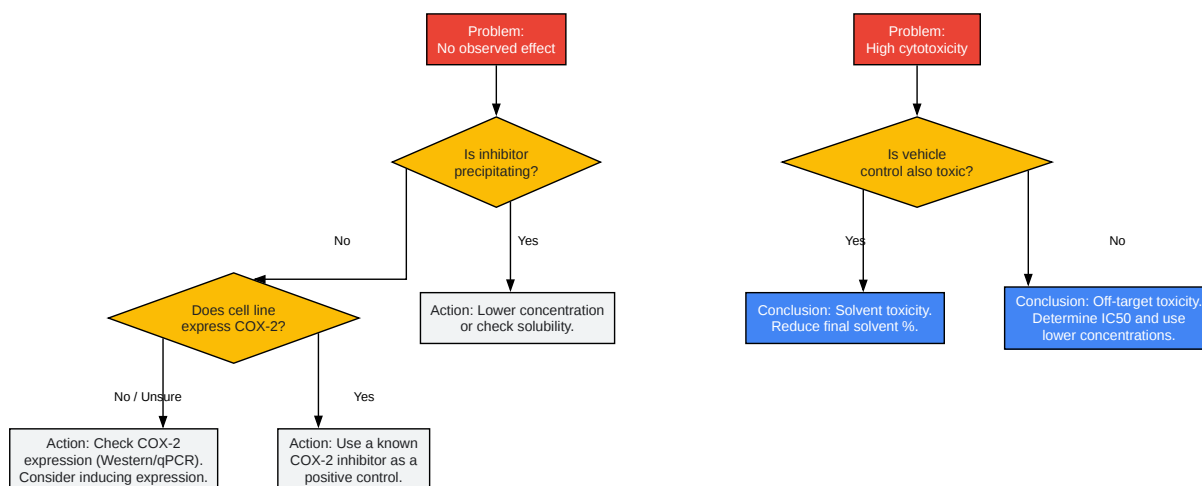 Problem:
No observed effect
Problem:
High cytotoxicity
Is inhibitor
precipitating?
Is vehicle
control also toxic?
No
Yes
Yes
No
Does cell line
express COX-2?
Action: Lower concentration
or check solubility.
Conclusion: Solvent toxicity.
Reduce final solvent %.
Conclusion: Off-target toxicity.
Determine IC50 and use
lower concentrations.
No / Unsure
Yes
Action: Check COX-2
expression (Western/qPCR).
Consider inducing expression.
Action: Use a known
COX-2 inhibitor as a
positive control.